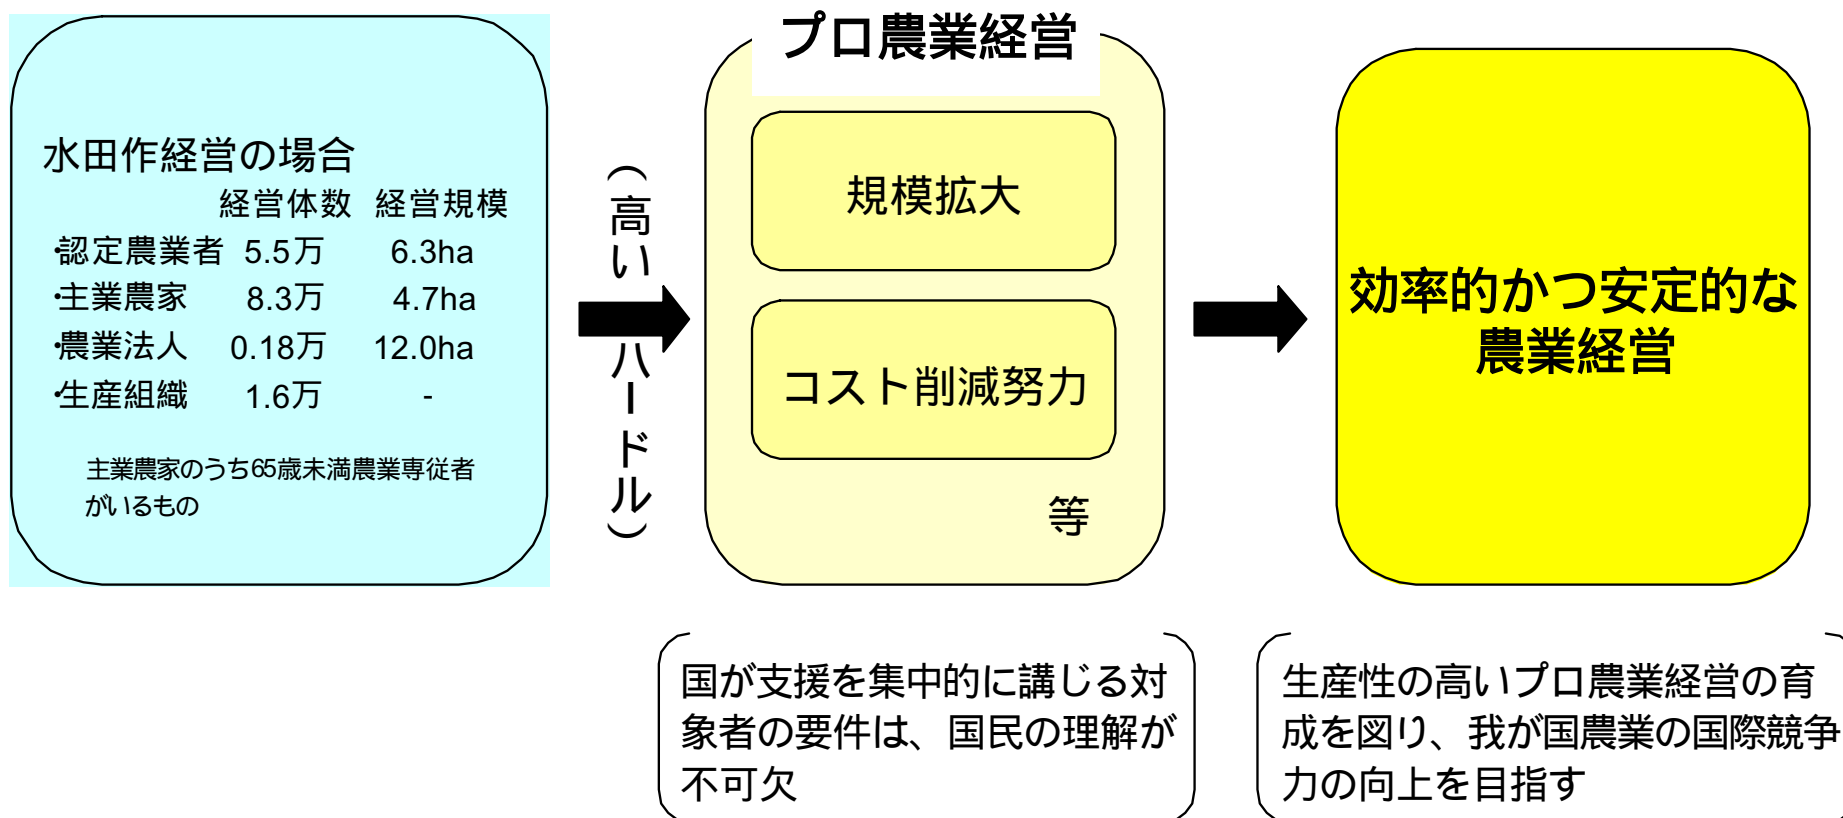 水田作経営の場合
経営体数 経営規模
・認定農業者 5.5万 6.3ha
・主業農家 8.3万 4.7ha
・農業法人 0.18万 12.0ha
・生産組織 1.6万 -
主業農家のうち65歳未満農業専従者
がいるもの
（高いハードル）
プロ農業経営
規模拡大
コスト削減努力
等
国が支援を集中的に講じる対
象者の要件は、国民の理解が
不可欠
効率的かつ安定的な
農業経営
生産性の高いプロ農業経営の育
成を図り、我が国農業の国際競争
力の向上を目指す